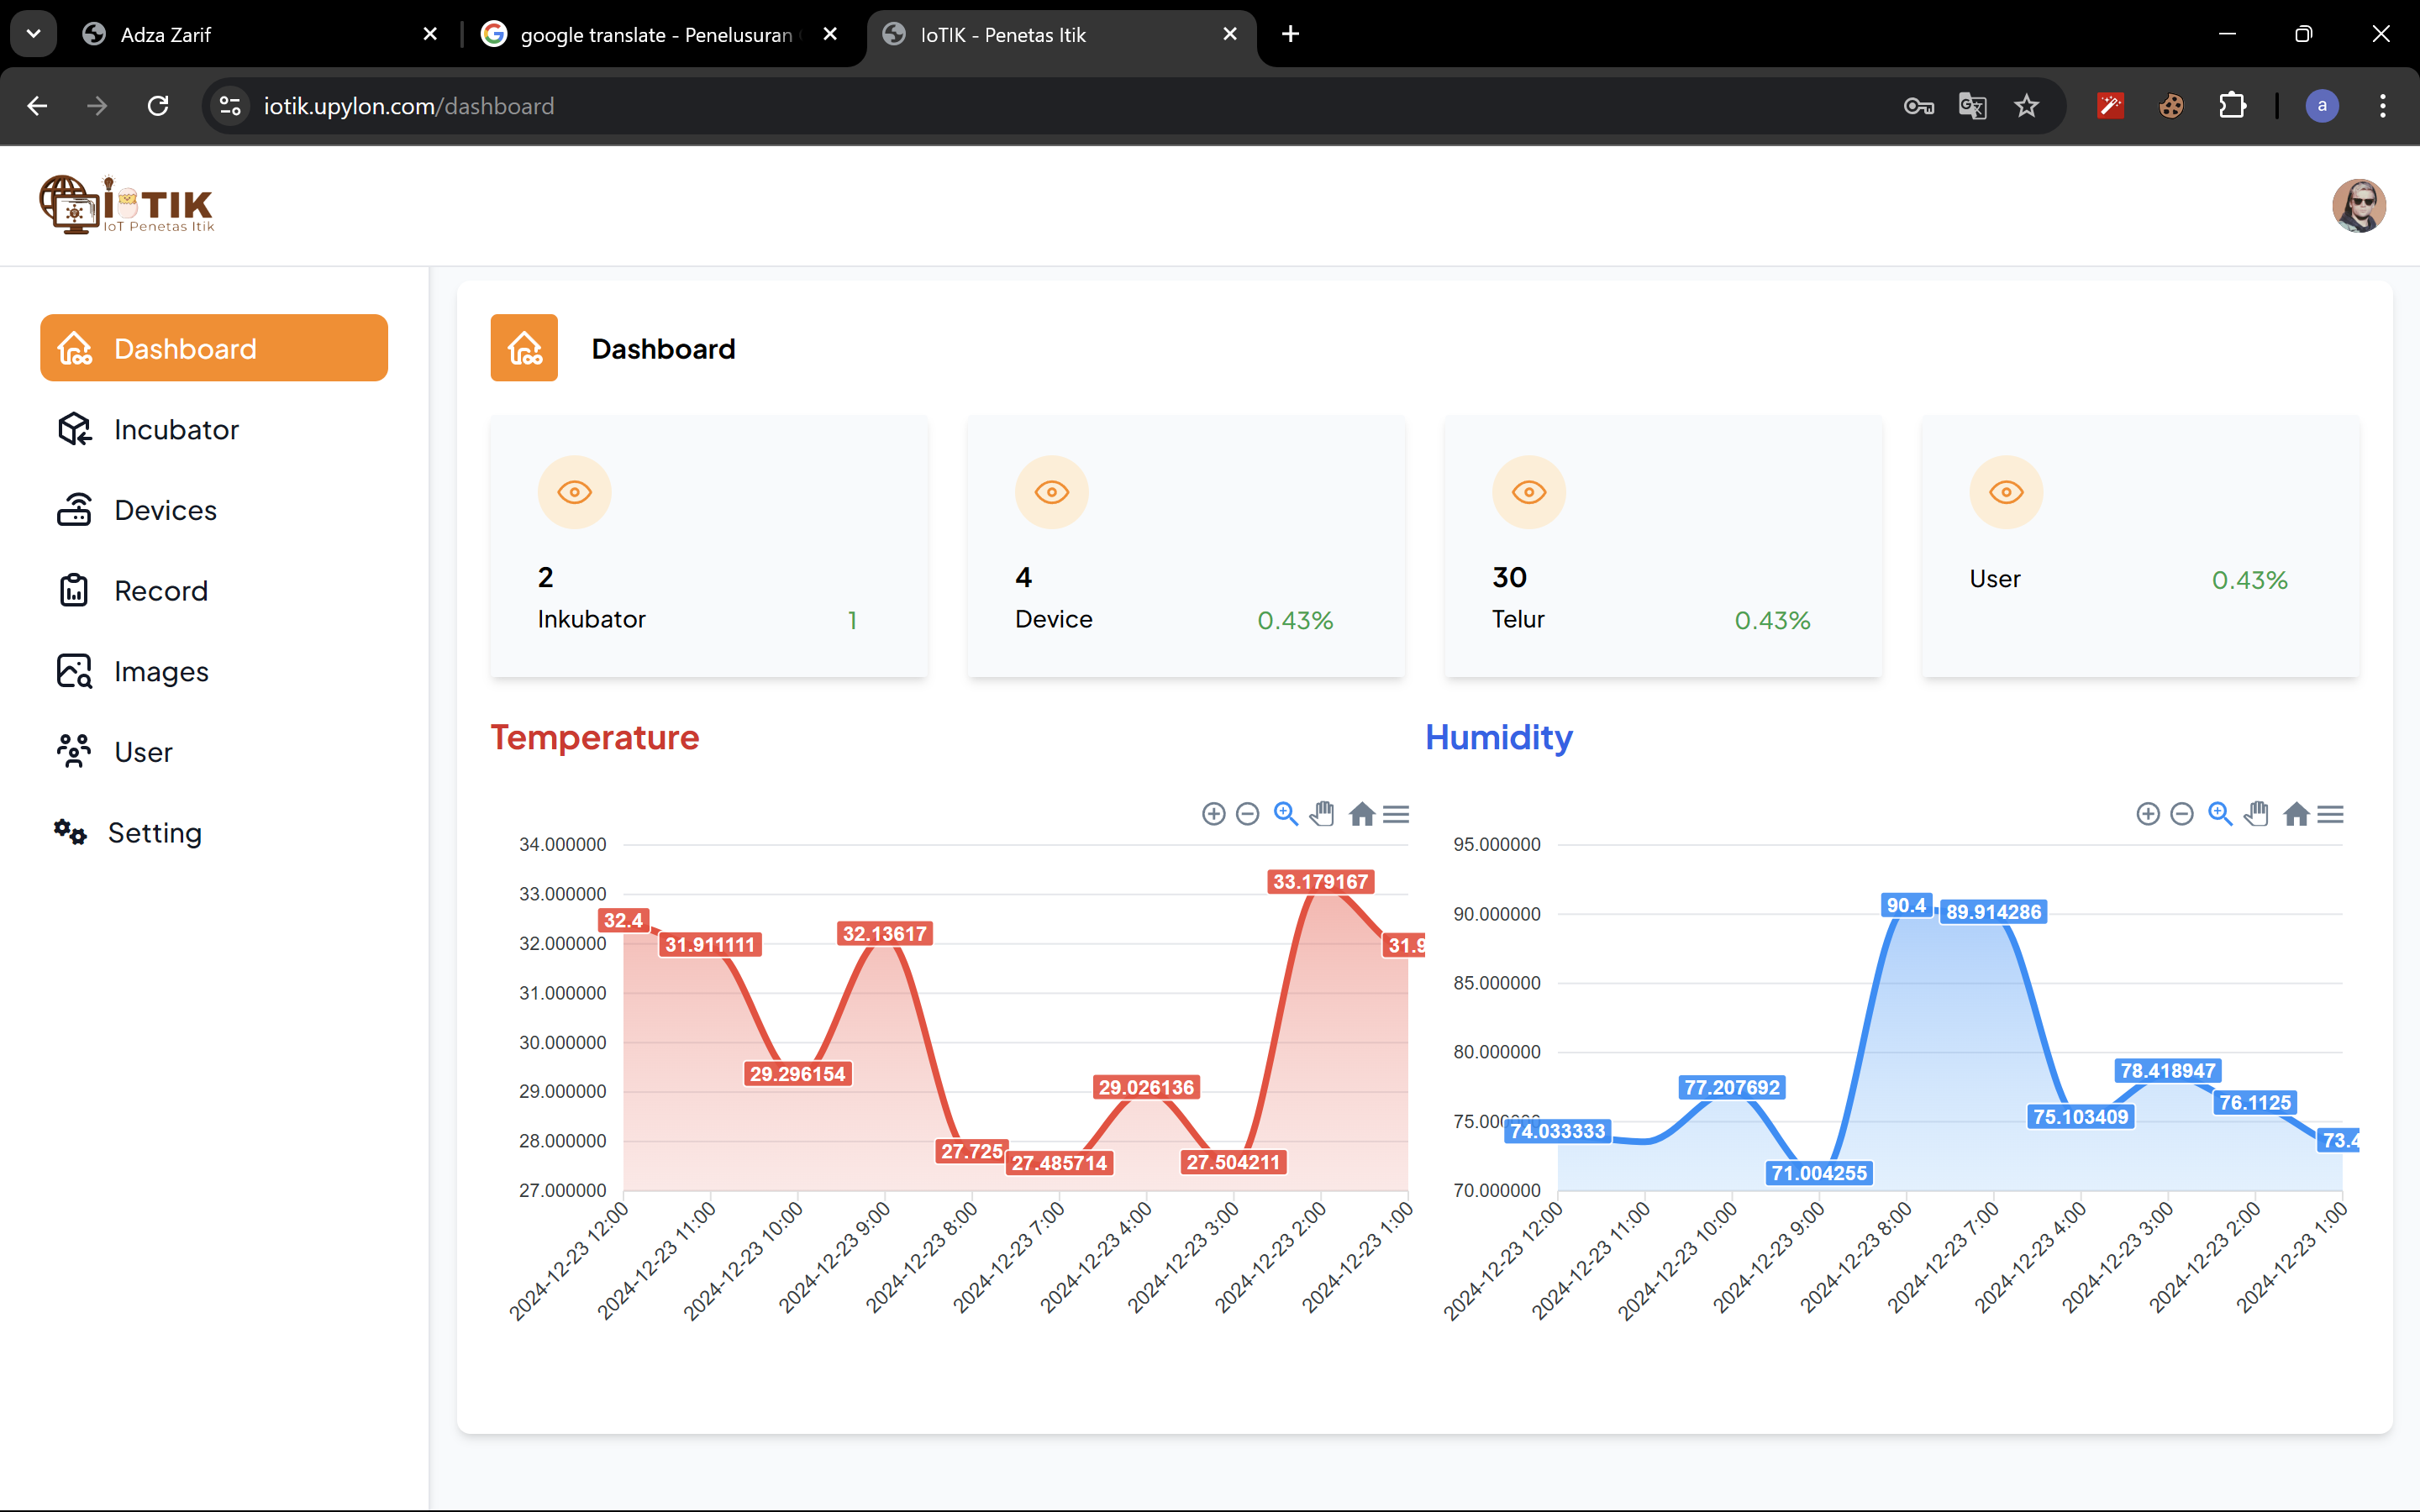 Adza Zarif
google translate - Penelusuran
IoTIK - Penetas Itik
iotik.upylon.com/dashboard
a
IoTIK
IoT Penetas Itik
Dashboard
Incubator
Devices
Record
Images
User
Setting
Dashboard
2
Inkubator 1
4
Device 0.43%
30
Telur 0.43%
User 0.43%
Temperature
34.000000
33.000000
32.000000
31.000000
30.000000
29.000000
28.000000
27.000000
32.4
31.911111
29.296154
32.13617
27.725
27.485714
29.026136
27.504211
33.179167
31.9
2024-12-23 12:00
2024-12-23 11:00
2024-12-23 10:00
2024-12-23 9:00
2024-12-23 8:00
2024-12-23 7:00
2024-12-23 4:00
2024-12-23 3:00
2024-12-23 2:00
2024-12-23 1:00
Humidity
95.000000
90.000000
85.000000
80.000000
75.000000
70.000000
74.033333
77.207692
71.004255
90.4
89.914286
75.103409
78.418947
76.1125
73.4
2024-12-23 12:00
2024-12-23 11:00
2024-12-23 10:00
2024-12-23 9:00
2024-12-23 8:00
2024-12-23 7:00
2024-12-23 4:00
2024-12-23 3:00
2024-12-23 2:00
2024-12-23 1:00